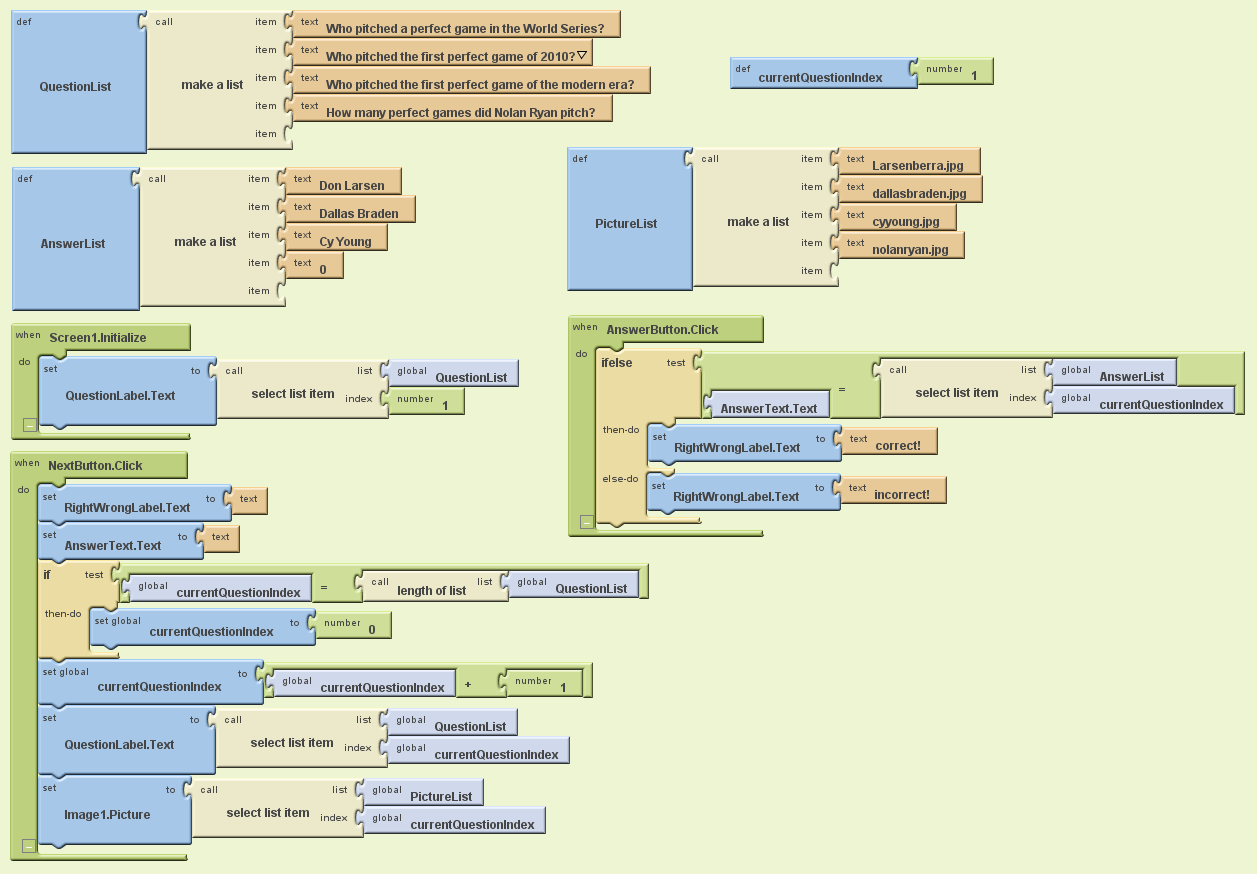 def QuestionList
call make a list
item text Who pitched a perfect game in the World Series?
item text Who pitched the first perfect game of 2010?
item text Who pitched the first perfect game of the modern era?
item text How many perfect games did Nolan Ryan pitch?
item
def currentQuestionIndex number 1
def AnswerList
call make a list
item text Don Larsen
item text Dallas Braden
item text Cy Young
item text 0
item
def PictureList
call make a list
item text Larsenberra.jpg
item text dallasbraden.jpg
item text cyyoung.jpg
item text nolanryan.jpg
item
when Screen1.Initialize
do
set QuestionLabel.Text to
call select list item
list global QuestionList
index number 1
when AnswerButton.Click
do
ifelse test
AnswerText.Text =
call select list item
list global AnswerList
index global currentQuestionIndex
then-do
set RightWrongLabel.Text to text correct!
else-do
set RightWrongLabel.Text to text incorrect!
when NextButton.Click
do
set RightWrongLabel.Text to text
set AnswerText.Text to text
if test global currentQuestionIndex = call length of list list global QuestionList
then-do
set global currentQuestionIndex to number 0
set global currentQuestionIndex to global currentQuestionIndex + number 1
set QuestionLabel.Text to
call select list item
list global QuestionList
index global currentQuestionIndex
set Image1.Picture to
call select list item
list global PictureList
index global currentQuestionIndex